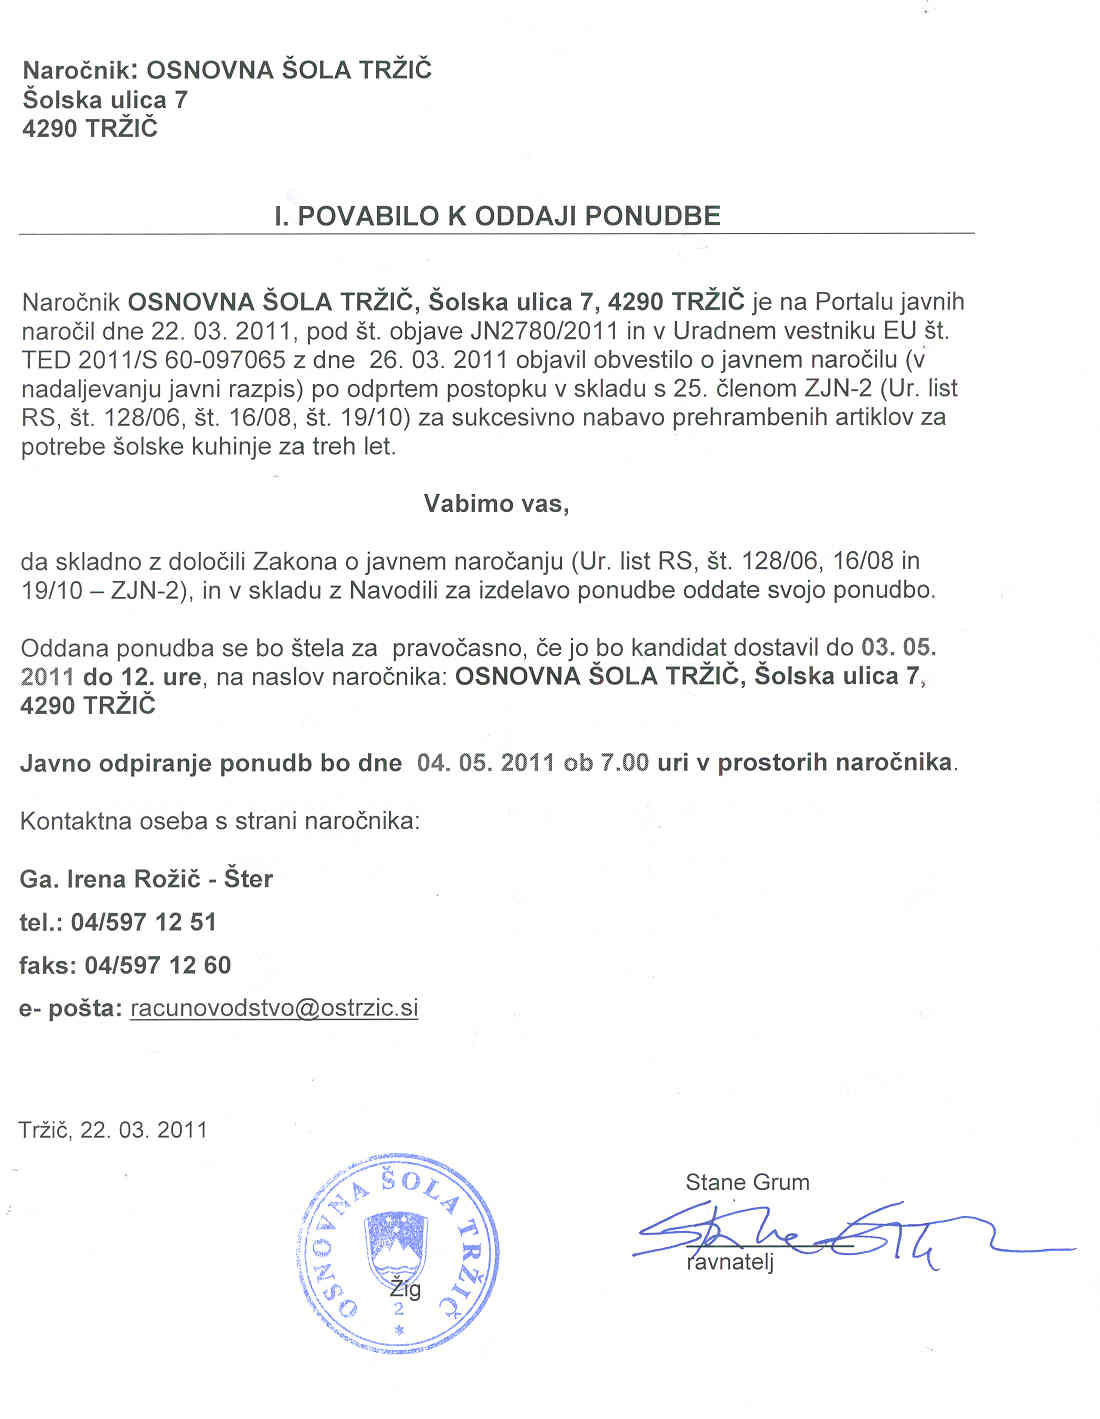 Naročnik: OSNOVNA ŠOLA TRŽIČ
Šolska ulica 7
4290 TRŽIČ
I. POVABILO K ODDAJI PONUDBE
Naročnik OSNOVNA ŠOLA TRŽIČ, Šolska ulica 7, 4290 TRŽIČ je na Portalu javnih
naročil dne 22. 03. 2011, pod št. objave JN2780/2011 in v Uradnem vestniku EU št.
TED 2011/S 60-097065 z dne 26. 03. 2011 objavil obvestilo o javnem naročilu (v
nadaljevanju javni razpis) po odprtem postopku v skladu s 25. členom ZJN-2 (Ur. list
RS, št. 128/06, št. 16/08, št. 19/10) za sukcesivno nabavo prehrambenih artiklov za
potrebe šolske kuhinje za treh let.
Vabimo vas,
da skladno z določili Zakona o javnem naročanju (Ur. list RS, št. 128/06, 16/08 in
19/10 – ZJN-2), in v skladu z Navodili za izdelavo ponudbe oddate svojo ponudbo.
Oddana ponudba se bo štela za pravočasno, če jo bo kandidat dostavil do 03. 05.
2011 do 12. ure, na naslov naročnika: OSNOVNA ŠOLA TRŽIČ, Šolska ulica 7,
4290 TRŽIČ
Javno odpiranje ponudb bo dne 04. 05. 2011 ob 7.00 uri v prostorih naročnika.
Kontaktna oseba s strani naročnika:
Ga. Irena Rožič - Šter
tel.: 04/597 12 51
faks: 04/597 12 60
e- pošta: racunovodstvo@ostrzic.si
Tržič, 22. 03. 2011
OSNOVNA ŠOLA TRŽIČ
Žig
2
*
Stane Grum
ravnatelj